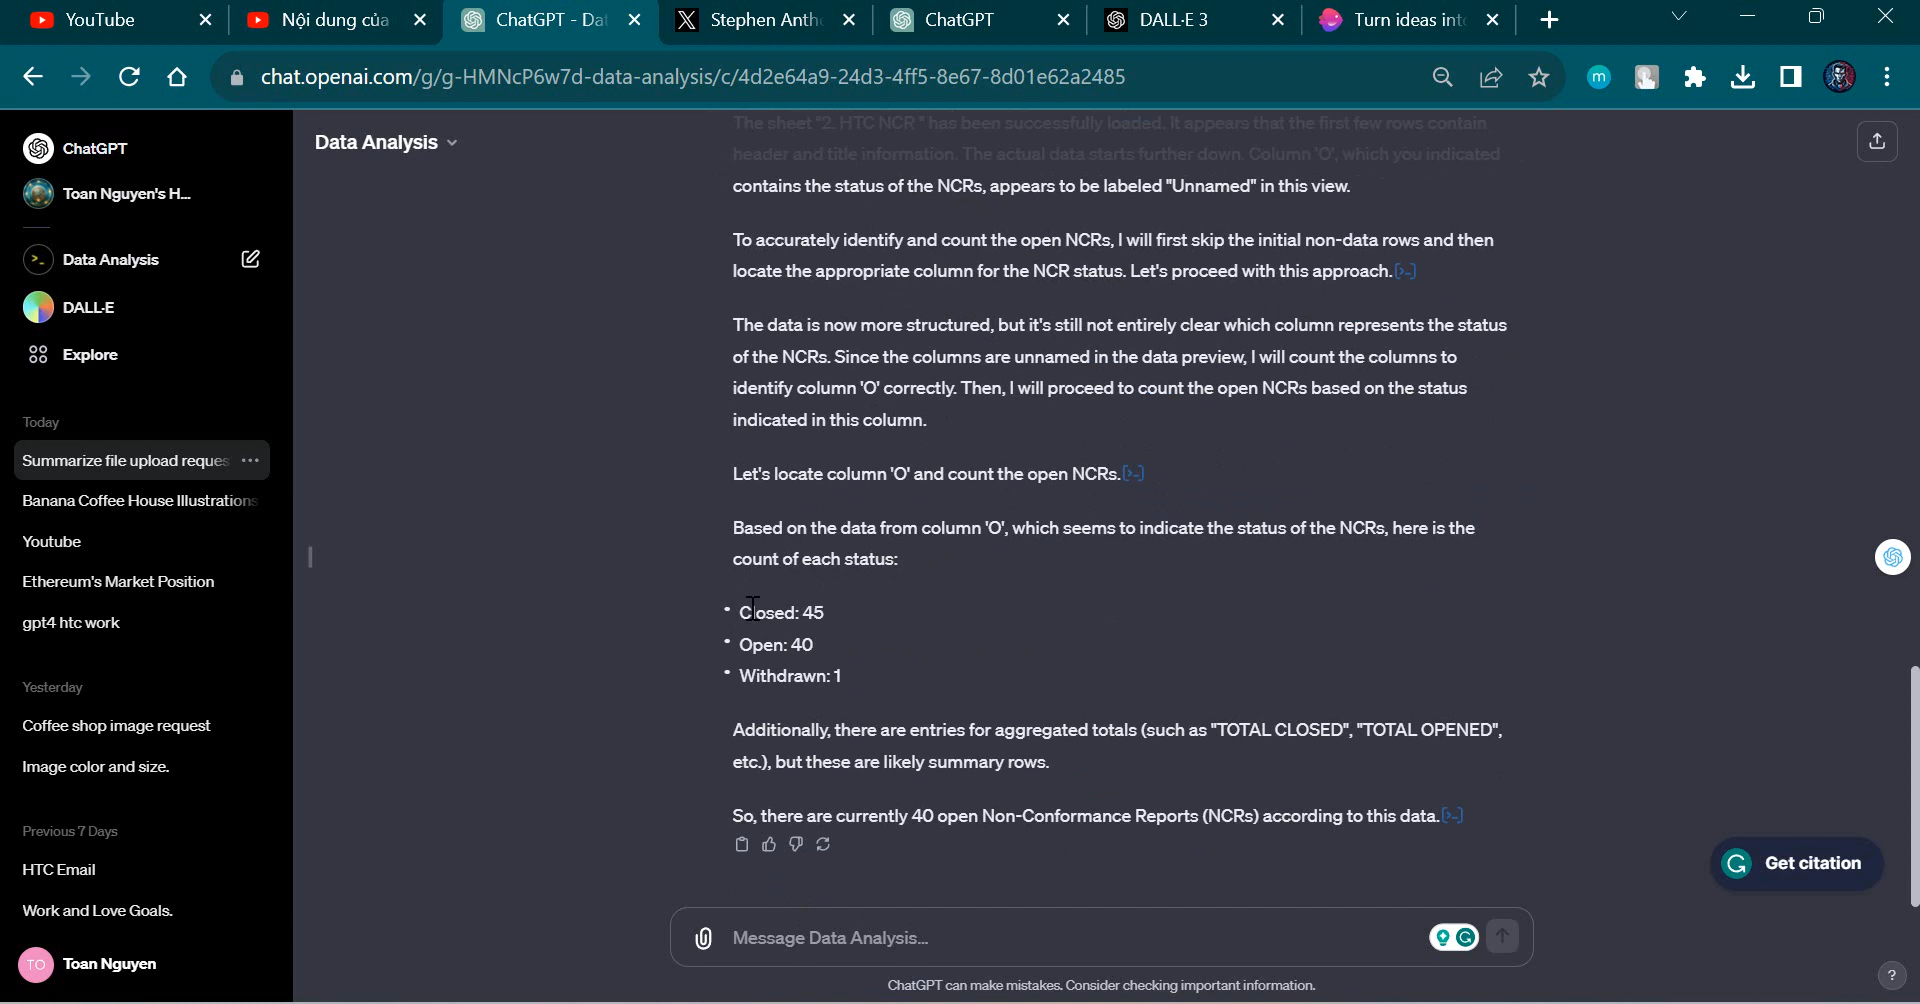 YouTube
Nội dung củ
ChatGPT - Dat
Stephen Anth
ChatGPT
DALL·E 3
Turn ideas int
chat.openai.com/g/g-HMNcP6w7d-data-analysis/c/4d2e64a9-24d3-4ff5-8e67-8d01e62a2485
m
ChatGPT
Toan Nguyen's H...
Data Analysis
DALL·E
Explore
Today
Summarize file upload reques
Banana Coffee House Illustrations
Youtube
Ethereum's Market Position
gpt4 htc work
Yesterday
Coffee shop image request
Image color and size.
Previous 7 Days
HTC Email
Work and Love Goals.
TO
Toan Nguyen
Data Analysis
The sheet "2. HTC NCR " has been successfully loaded. It appears that the first few rows contain
header and title information. The actual data starts further down. Column 'O', which you indicated
contains the status of the NCRs, appears to be labeled "Unnamed" in this view.
To accurately identify and count the open NCRs, I will first skip the initial non-data rows and then
locate the appropriate column for the NCR status. Let's proceed with this approach. [>-]
The data is now more structured, but it's still not entirely clear which column represents the status
of the NCRs. Since the columns are unnamed in the data preview, I will count the columns to
identify column 'O' correctly. Then, I will proceed to count the open NCRs based on the status
indicated in this column.
Let's locate column 'O' and count the open NCRs. [>-]
Based on the data from column 'O', which seems to indicate the status of the NCRs, here is the
count of each status:
• Closed: 45
• Open: 40
• Withdrawn: 1
Additionally, there are entries for aggregated totals (such as "TOTAL CLOSED", "TOTAL OPENED",
etc.), but these are likely summary rows.
So, there are currently 40 open Non-Conformance Reports (NCRs) according to this data. [>-]
Get citation
Message Data Analysis...
ChatGPT can make mistakes. Consider checking important information.
?